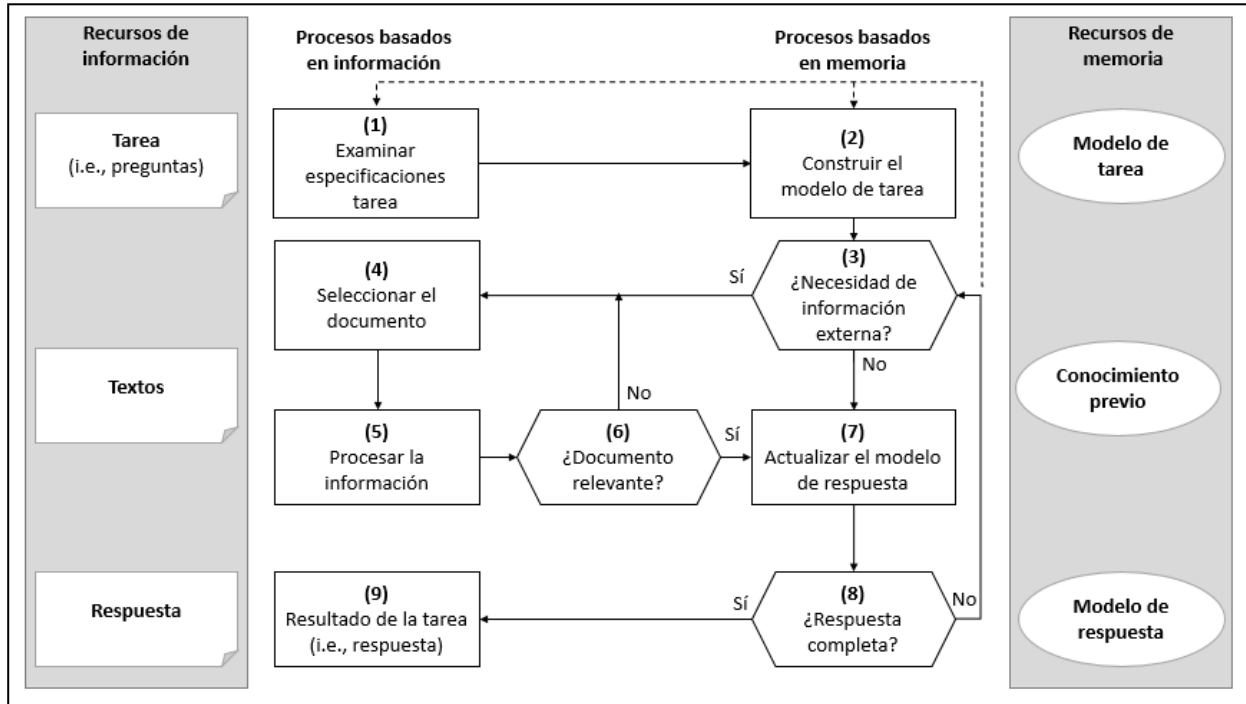 Recursos de
información
Procesos basados
en información
Procesos basados
en memoria
Recursos de
memoria
Tarea
(i.e., preguntas)
(1)
Examinar
especificaciones
tarea
(2)
Construir el
modelo de tarea
Modelo de
tarea
(4)
Seleccionar el
documento
Sí
(3)
¿Necesidad de
información
externa?
Textos
No
No
Conocimiento
previo
(5)
Procesar la
información
(6)
¿Documento
relevante?
Sí
(7)
Actualizar el modelo
de respuesta
Respuesta
(9)
Resultado de la tarea
(i.e., respuesta)
Sí
(8)
¿Respuesta
completa?
No
Modelo de
respuesta